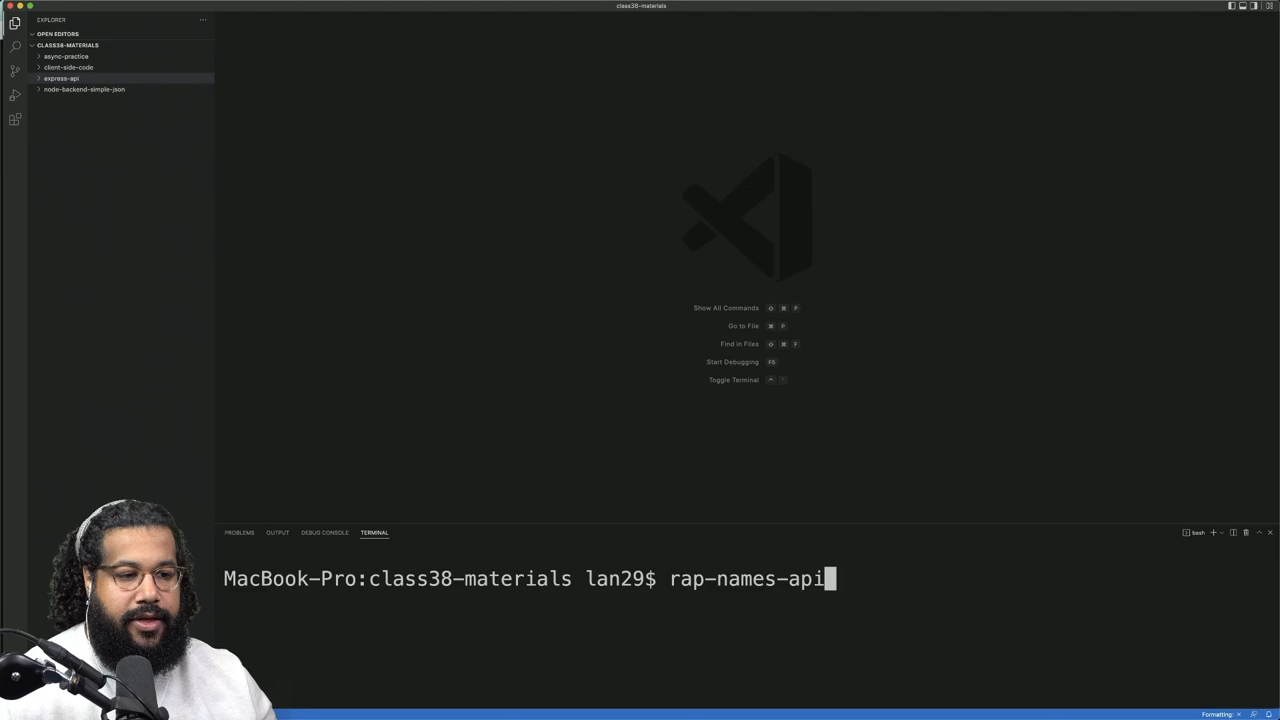 class38-materials
EXPLORER
OPEN EDITORS
CLASS38-MATERIALS
async-practice
client-side-code
express-api
node-backend-simple-json
Show All Commands ⇧ ⌘ P
Go to File ⌘ P
Find in Files ⇧ ⌘ F
Start Debugging F5
Toggle Terminal ^ `
PROBLEMS OUTPUT DEBUG CONSOLE TERMINAL
bash
MacBook-Pro:class38-materials lan29$ rap-names-api
Formatting: ×